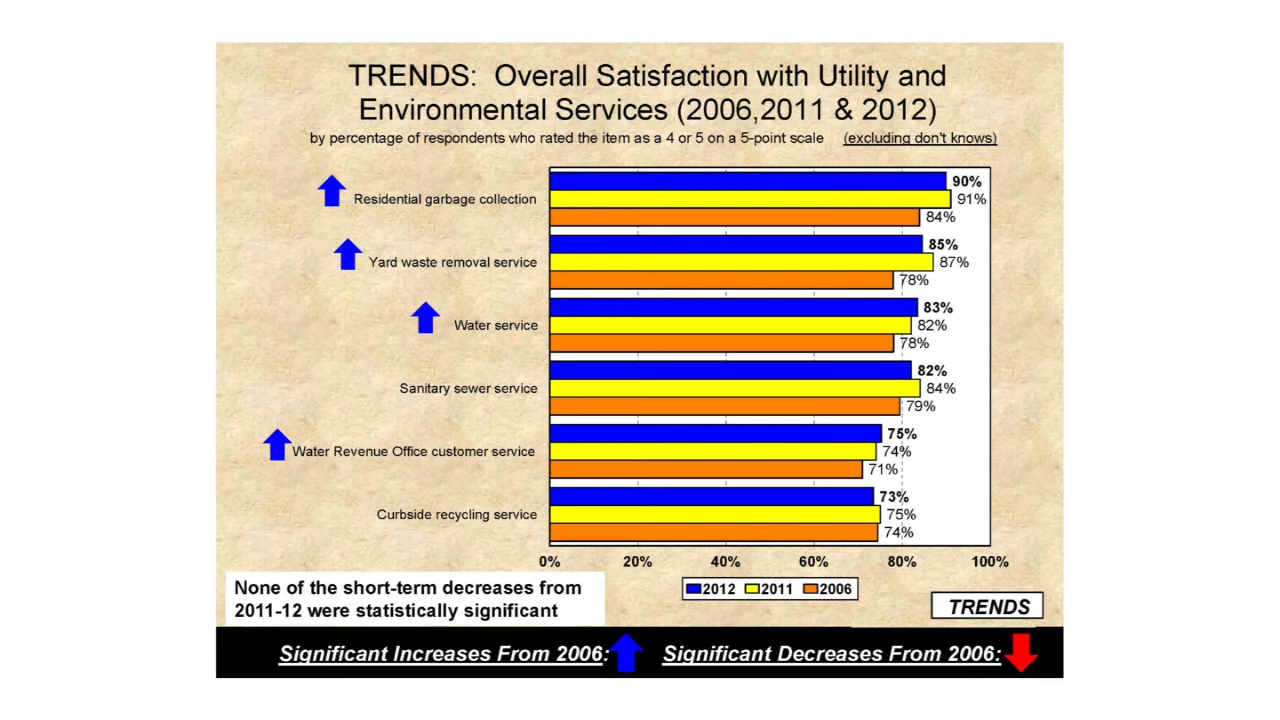 TRENDS: Overall Satisfaction with Utility and
Environmental Services (2006,2011 & 2012)
by percentage of respondents who rated the item as a 4 or 5 on a 5-point scale (excluding don't knows)
90%
Residential garbage collection 91%
84%
85%
Yard waste removal service 87%
78%
83%
Water service 82%
78%
82%
Sanitary sewer service 84%
79%
75%
Water Revenue Office customer service 74%
71%
73%
Curbside recycling service 75%
74%
0% 20% 40% 60% 80% 100%
2012 2011 2006
None of the short-term decreases from
2011-12 were statistically significant
TRENDS
Significant Increases From 2006: Significant Decreases From 2006: